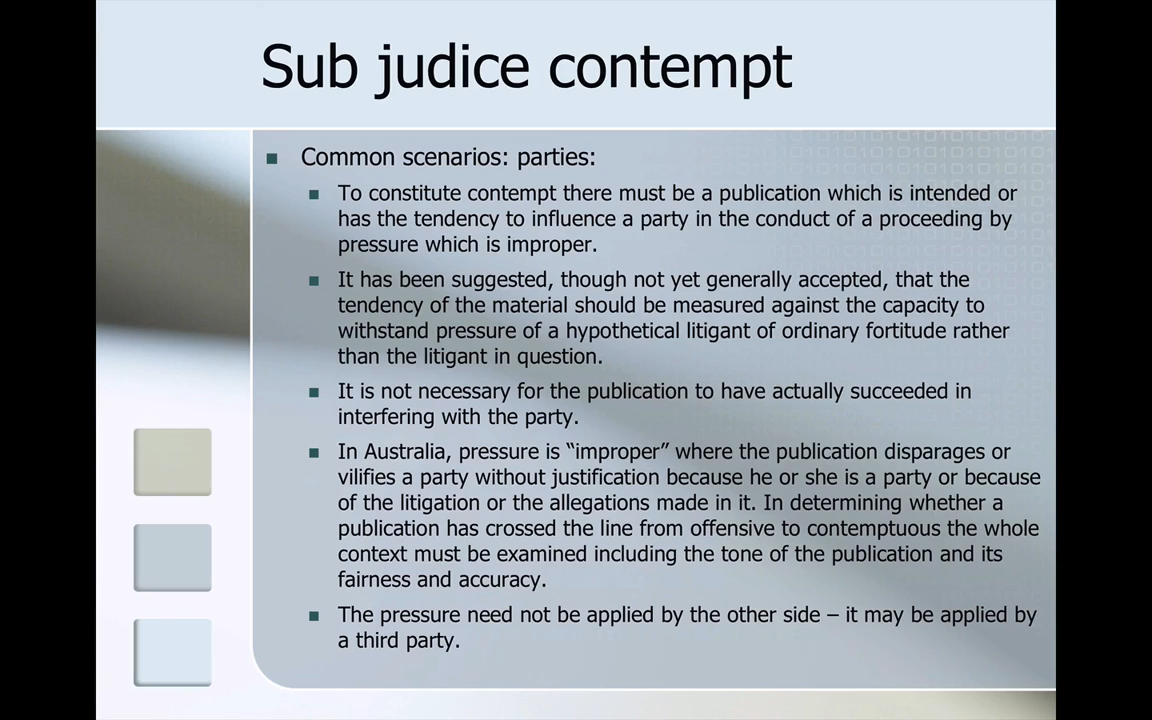 Sub judice contempt
Common scenarios: parties:
To constitute contempt there must be a publication which is intended or
has the tendency to influence a party in the conduct of a proceeding by
pressure which is improper.
It has been suggested, though not yet generally accepted, that the
tendency of the material should be measured against the capacity to
withstand pressure of a hypothetical litigant of ordinary fortitude rather
than the litigant in question.
It is not necessary for the publication to have actually succeeded in
interfering with the party.
In Australia, pressure is “improper” where the publication disparages or
vilifies a party without justification because he or she is a party or because
of the litigation or the allegations made in it. In determining whether a
publication has crossed the line from offensive to contemptuous the whole
context must be examined including the tone of the publication and its
fairness and accuracy.
The pressure need not be applied by the other side – it may be applied by
a third party.